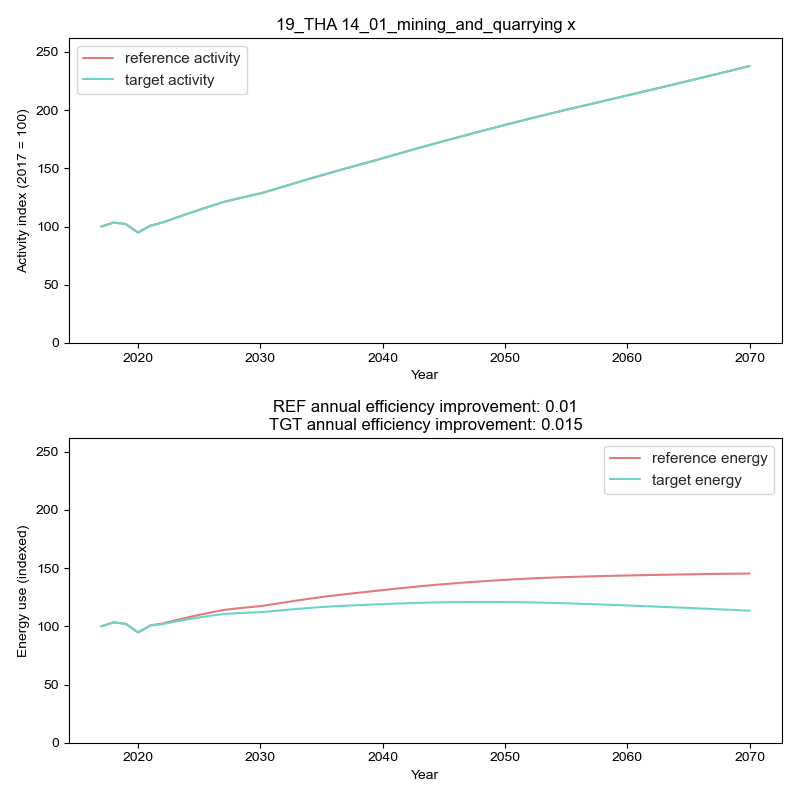 19_THA 14_01_mining_and_quarrying x
250
200
150
100
50
0
Activity index (2017 = 100)
reference activity
target activity
2020 2030 2040 2050 2060 2070
Year
REF annual efficiency improvement: 0.01
TGT annual efficiency improvement: 0.015
250
200
150
100
50
0
Energy use (indexed)
reference energy
target energy
2020 2030 2040 2050 2060 2070
Year